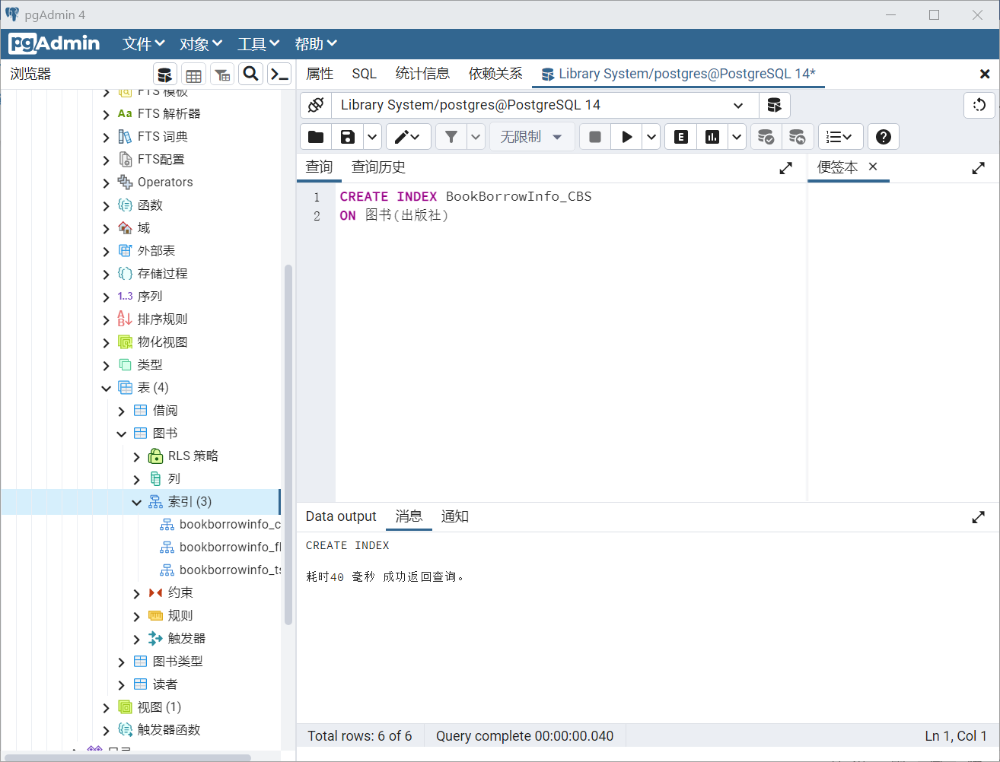 pgAdmin 4
pgAdmin 文件 对象 工具 帮助
浏览器
属性 SQL 统计信息 依赖关系 Library System/postgres@PostgreSQL 14*
Library System/postgres@PostgreSQL 14
无限制
查询 查询历史
便签本
1 CREATE INDEX BookBorrowInfo_CBS
2 ON 图书(出版社)
FTS 模板
FTS 解析器
FTS 词典
FTS配置
Operators
函数
域
外部表
存储过程
1..3 序列
排序规则
物化视图
类型
表 (4)
借阅
图书
RLS 策略
列
索引 (3)
bookborrowinfo_c
bookborrowinfo_fl
bookborrowinfo_ts
约束
规则
触发器
图书类型
读者
视图 (1)
触发器函数
Data output 消息 通知
CREATE INDEX
耗时40 毫秒 成功返回查询。
Total rows: 6 of 6 Query complete 00:00:00.040 Ln 1, Col 1